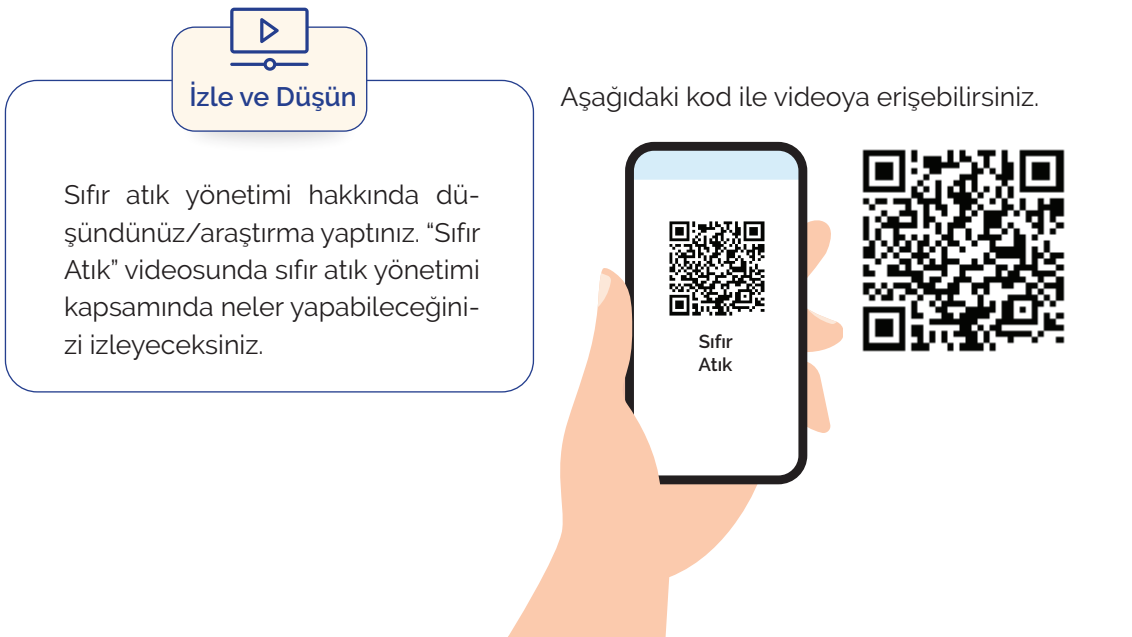 İzle ve Düşün
Sıfır atık yönetimi hakkında dü-
şündünüz/araştırma yaptınız. “Sıfır
Atık” videosunda sıfır atık yönetimi
kapsamında neler yapabileceğini-
zi izleyeceksiniz.
Aşağıdaki kod ile videoya erişebilirsiniz.
Sıfır
Atık